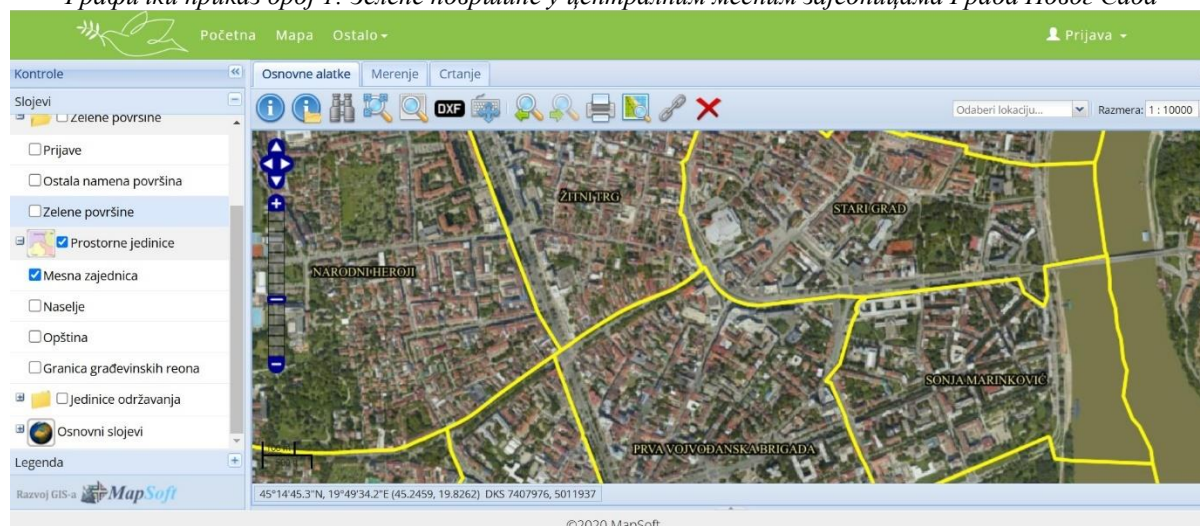 Графички приказ број 1: Зелене површине у централним месним заједницама Града Новог Сада
Početna Mapa Ostalo
Prijava
Kontrole
Osnovne alatke Merenje Crtanje
Slojevi
DXF
Odaberi lokaciju... Razmera: 1 : 10000
Zelene površine
Prijave
Ostala namena površina
Zelene površine
Prostorne jedinice
Mesna zajednica
Naselje
Opština
Granica građevinskih reona
Jedinice održavanja
Osnovni slojevi
Legenda
Razvoj GIS-a MapSoft
ŽITNI TRG
STARI GRAD
NARODNI HEROJI
SONJA MARINKOVIĆ
PRVA VOJVOĐANSKA BRIGADA
45°14'45.3"N, 19°49'34.2"E (45.2459, 19.8262) DKS 7407976, 5011937
©2020 MapSoft